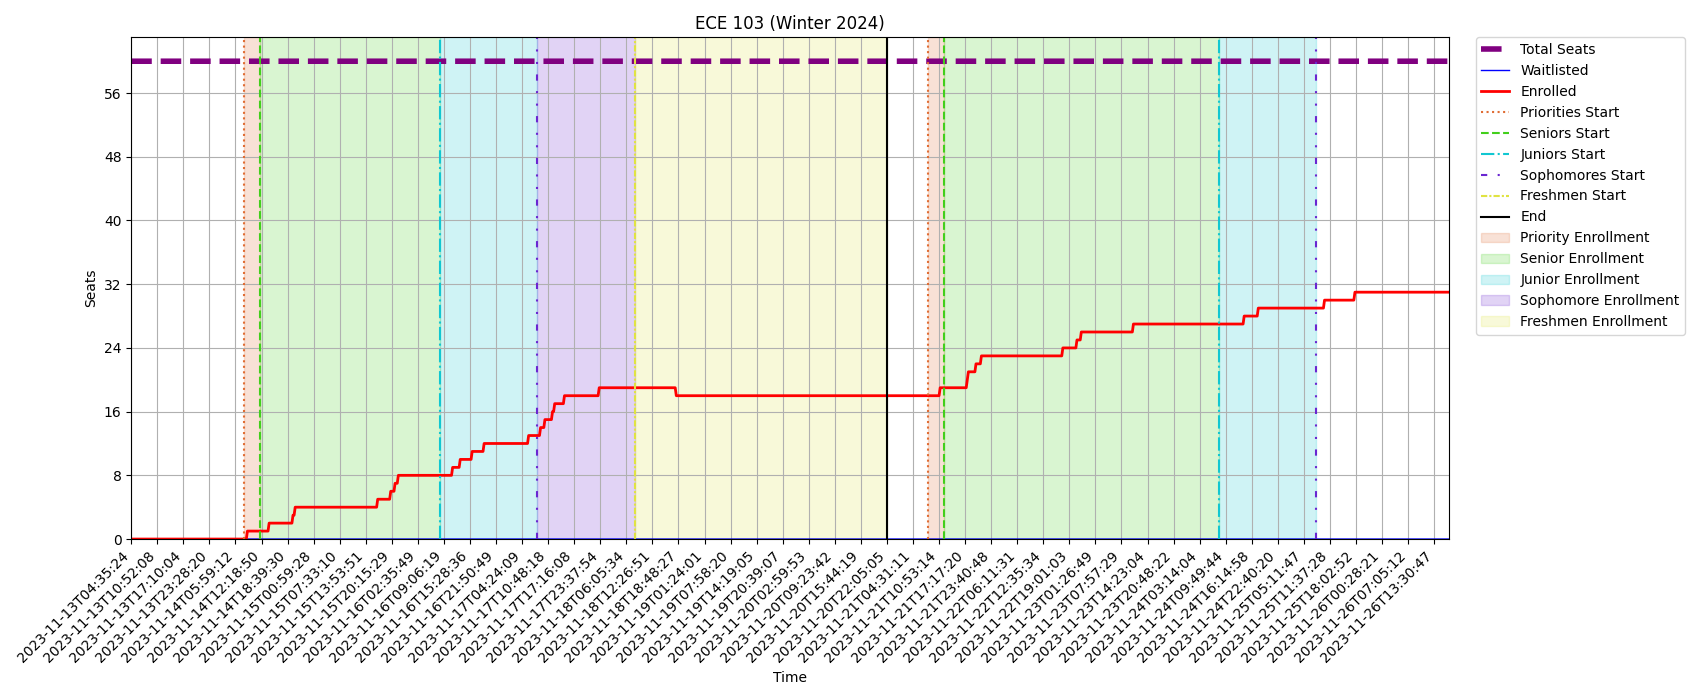 ECE 103 (Winter 2024)
Seats
56
48
40
32
24
16
8
0
2023-11-13T04:35:24
2023-11-13T10:52:08
2023-11-13T17:10:04
2023-11-13T23:28:20
2023-11-14T05:59:12
2023-11-14T12:18:50
2023-11-14T18:39:30
2023-11-15T00:59:28
2023-11-15T07:33:10
2023-11-15T13:53:51
2023-11-15T20:15:29
2023-11-16T02:35:49
2023-11-16T09:06:19
2023-11-16T15:28:36
2023-11-16T21:50:49
2023-11-17T04:24:09
2023-11-17T10:48:18
2023-11-17T17:16:08
2023-11-17T23:37:54
2023-11-18T06:05:34
2023-11-18T12:26:51
2023-11-18T18:48:27
2023-11-19T01:24:01
2023-11-19T07:58:20
2023-11-19T14:19:05
2023-11-19T20:39:07
2023-11-20T02:59:53
2023-11-20T09:23:42
2023-11-20T15:44:19
2023-11-20T22:05:05
2023-11-21T04:31:11
2023-11-21T10:53:14
2023-11-21T17:17:20
2023-11-21T23:40:48
2023-11-22T06:11:31
2023-11-22T12:35:34
2023-11-22T19:01:03
2023-11-23T01:26:49
2023-11-23T07:57:29
2023-11-23T14:23:04
2023-11-23T20:48:22
2023-11-24T03:14:04
2023-11-24T09:49:44
2023-11-24T16:14:58
2023-11-24T22:40:20
2023-11-25T05:11:47
2023-11-25T11:37:28
2023-11-25T18:02:52
2023-11-26T00:28:21
2023-11-26T07:05:12
2023-11-26T13:30:47
Time
Total Seats
Waitlisted
Enrolled
Priorities Start
Seniors Start
Juniors Start
Sophomores Start
Freshmen Start
End
Priority Enrollment
Senior Enrollment
Junior Enrollment
Sophomore Enrollment
Freshmen Enrollment